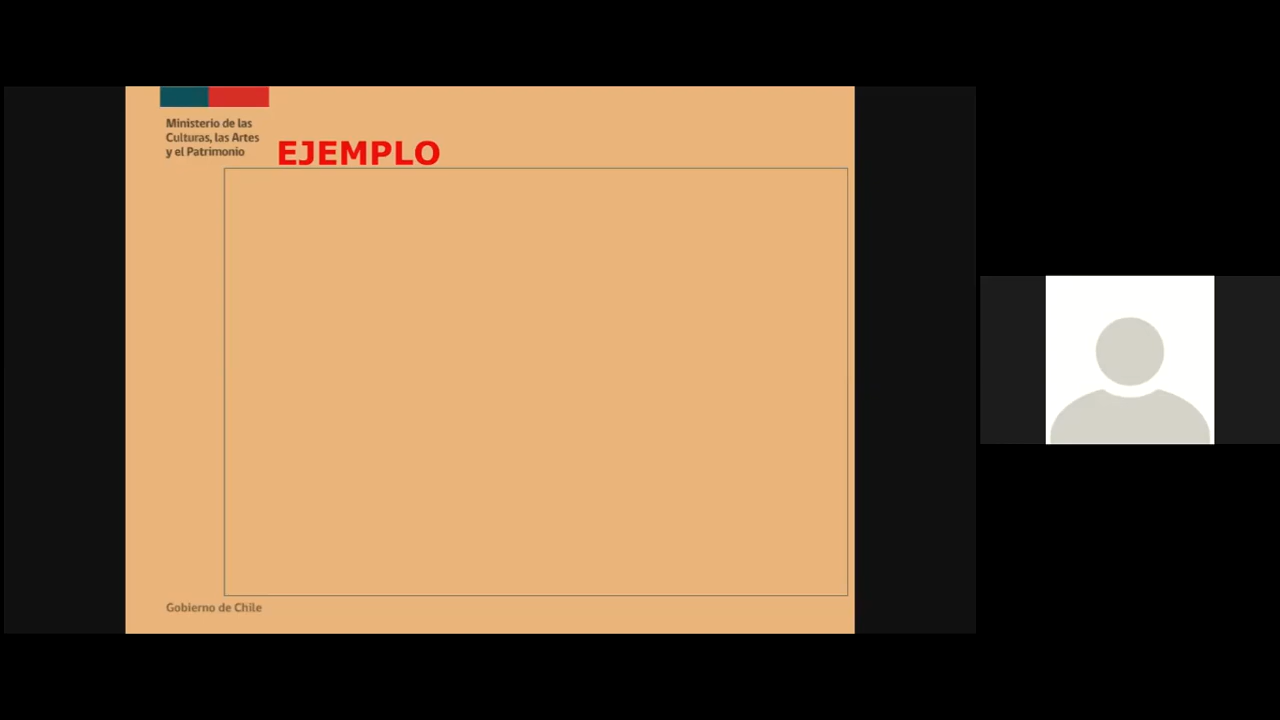 Ministerio de las
Culturas, las Artes
y el Patrimonio
EJEMPLO
Gobierno de Chile